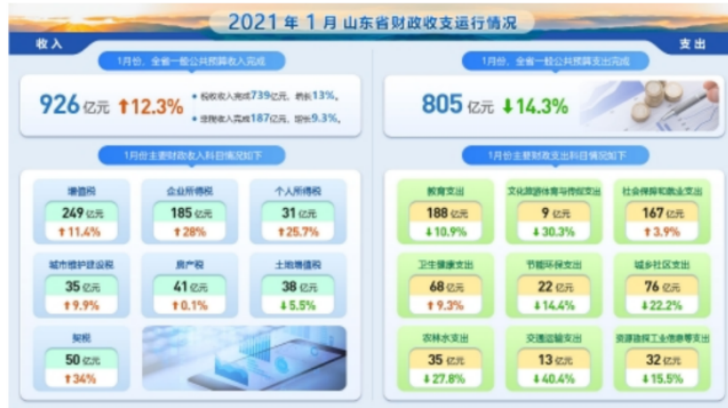 2021年1月山东省财政收支运行情况
收入
支出
1月份，全省一般公共预算收入完成
926亿元 ↑12.3%
• 税收收入完成739亿元，增长13%。
• 非税收入完成187亿元，增长9.3%。
1月份，全省一般公共预算支出完成
805亿元 ↓14.3%
1月份主要财政收入科目情况如下
增值税
249亿元
↑11.4%
企业所得税
185亿元
↑28%
个人所得税
31亿元
↑25.7%
城市维护建设税
35亿元
↑9.9%
房产税
41亿元
↑0.1%
土地增值税
38亿元
↓5.5%
契税
50亿元
↑34%
1月份主要财政支出科目情况如下
教育支出
188亿元
↓10.9%
文化旅游体育与传媒支出
9亿元
↓30.3%
社会保障和就业支出
167亿元
↑3.9%
卫生健康支出
68亿元
↑9.3%
节能环保支出
22亿元
↓14.4%
城乡社区支出
76亿元
↓22.2%
农林水支出
35亿元
↓27.8%
交通运输支出
13亿元
↓40.4%
资源勘探工业信息等支出
32亿元
↓15.5%